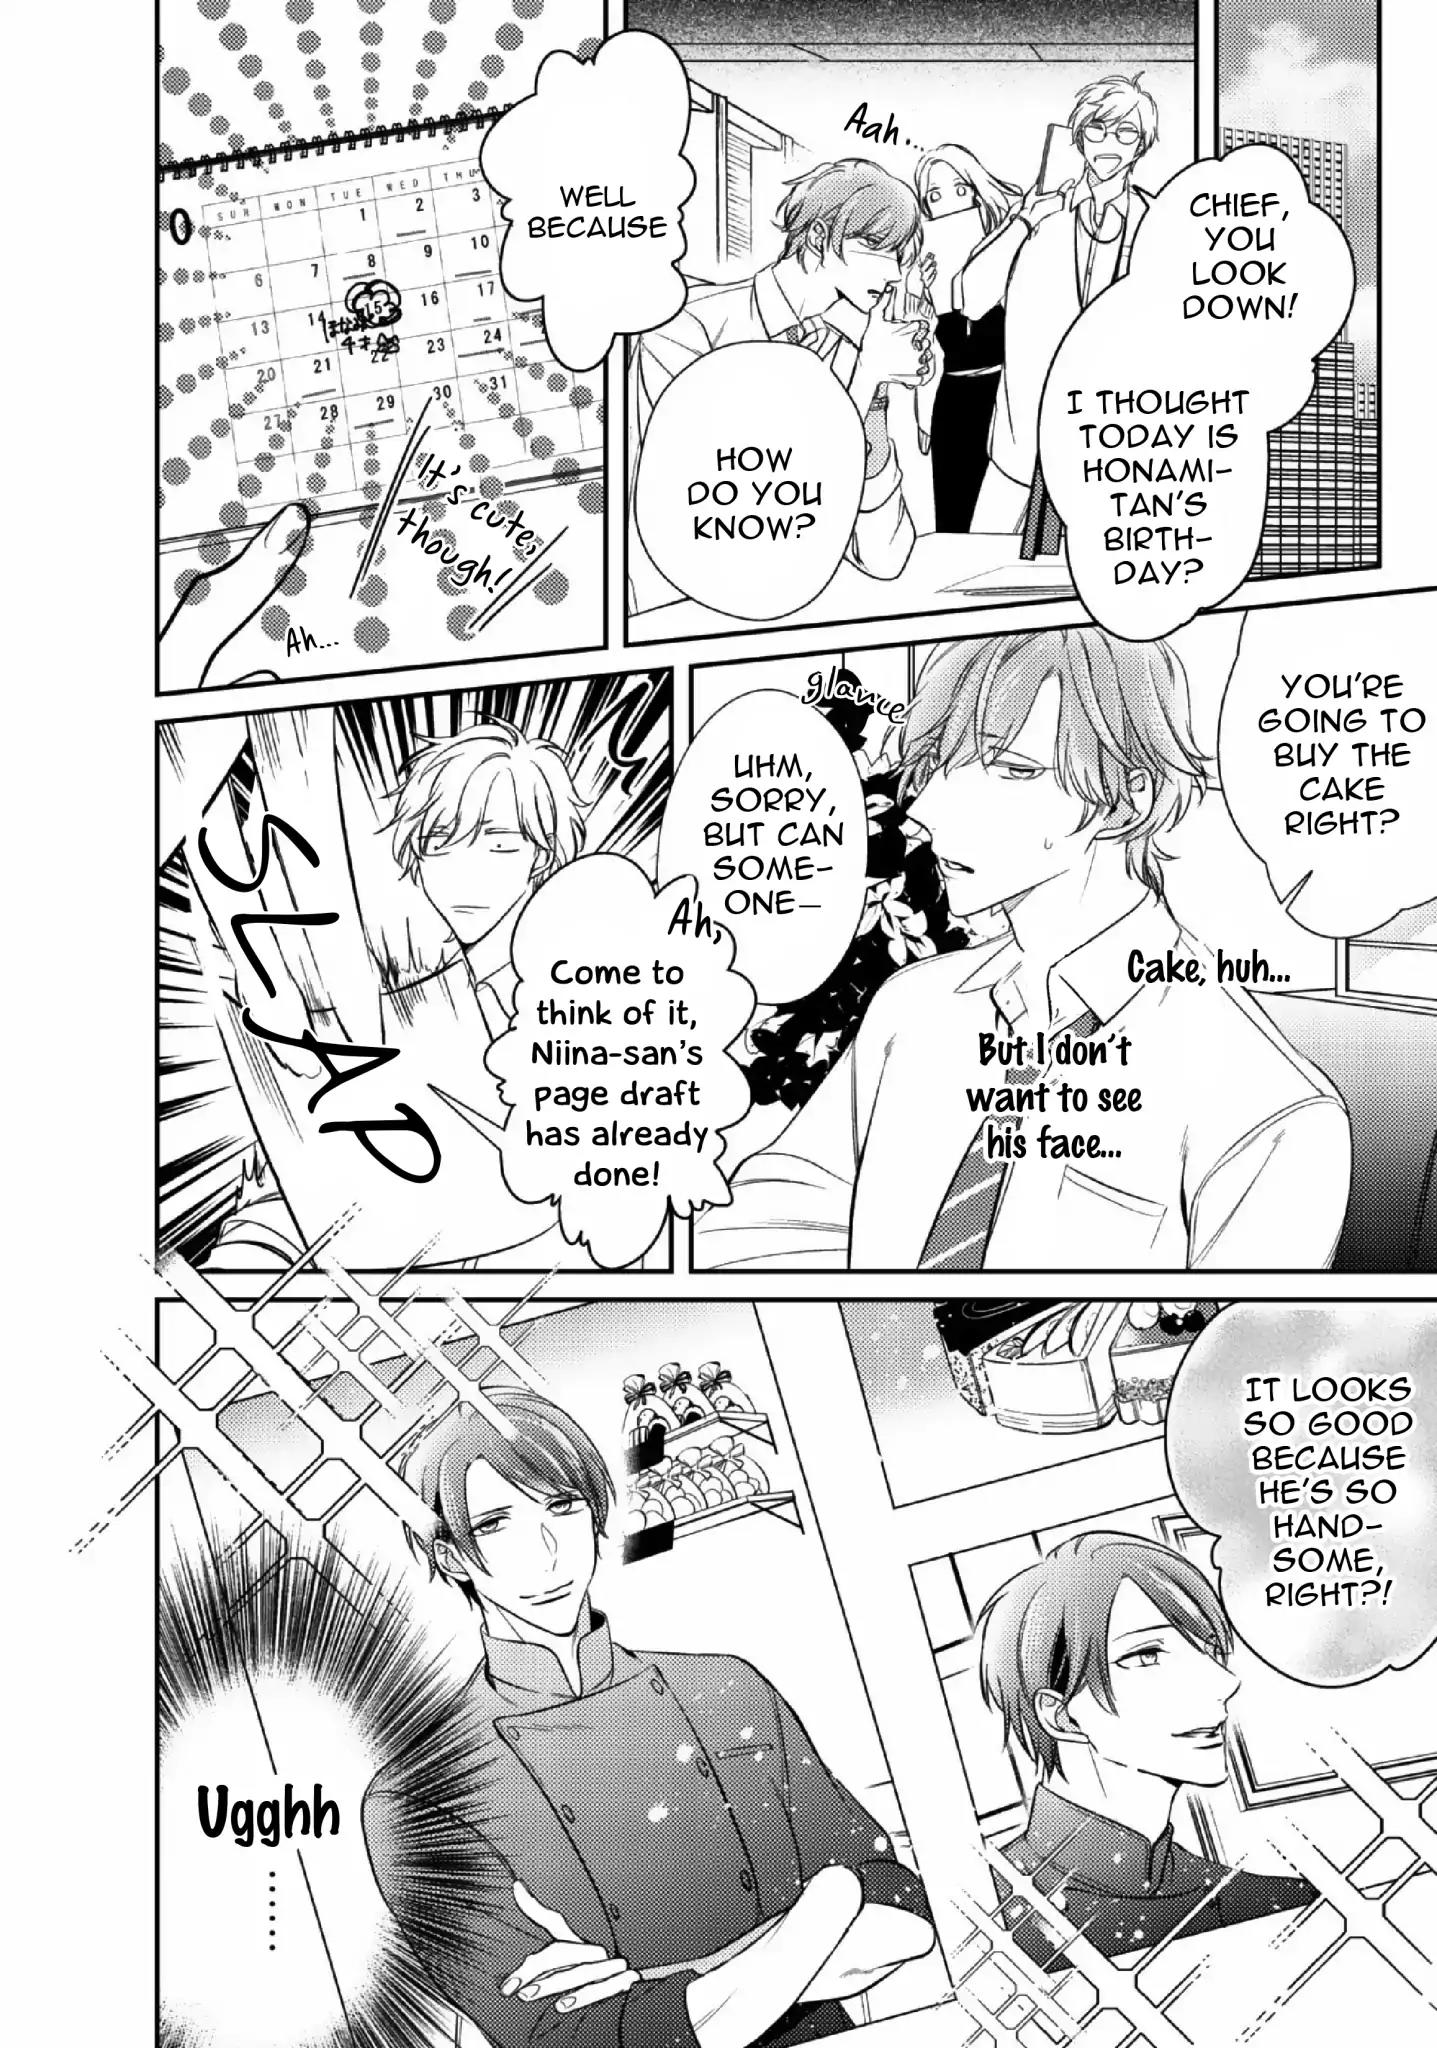 CHIEF,
YOU
LOOK
DOWN!
I THOUGHT
TODAY IS
HONAMI-
TAN'S
BIRTH-
DAY?
Aah...
HOW
DO YOU
KNOW?
WELL
BECAUSE
SUN MON TUE WED THU
1 2 3
6 7 8 9 10
13 14 15 16 17
20 21 22 23 24
27 28 29 30 31
It's cute,
though!
Ah...
YOU'RE
GOING TO
BUY THE
CAKE
RIGHT?
glance
Cake, huh...
But I don't
want to see
his face...
UHM,
SORRY,
BUT CAN
SOME-
ONE—
Ah,
Come to
think of it,
Niina-san's
page draft
has already
done!
SLAP
IT LOOKS
SO GOOD
BECAUSE
HE'S SO
HAND-
SOME,
RIGHT?!
Ugghh
........